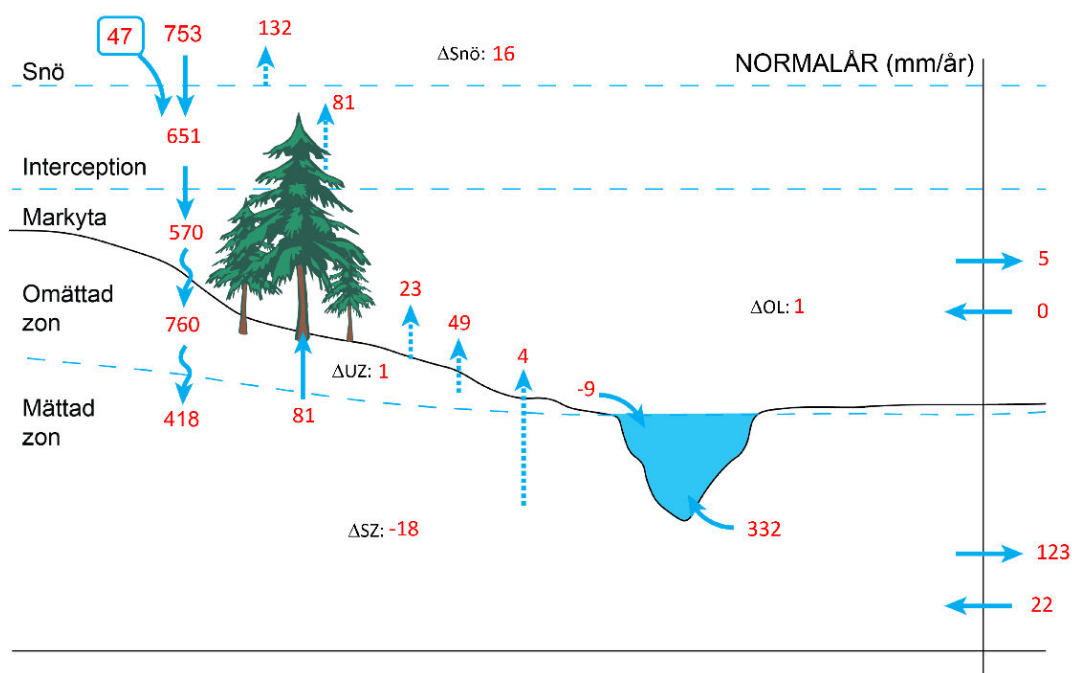 47 753 132
ΔSnö: 16
NORMALÅR (mm/år)
Snö
81
651
Interception
Markyta
570
5
Omättad
zon
23
ΔOL: 1
0
760
49
4
ΔUZ: 1
-9
Mättad
zon
418
81
ΔSZ: -18
332
123
22